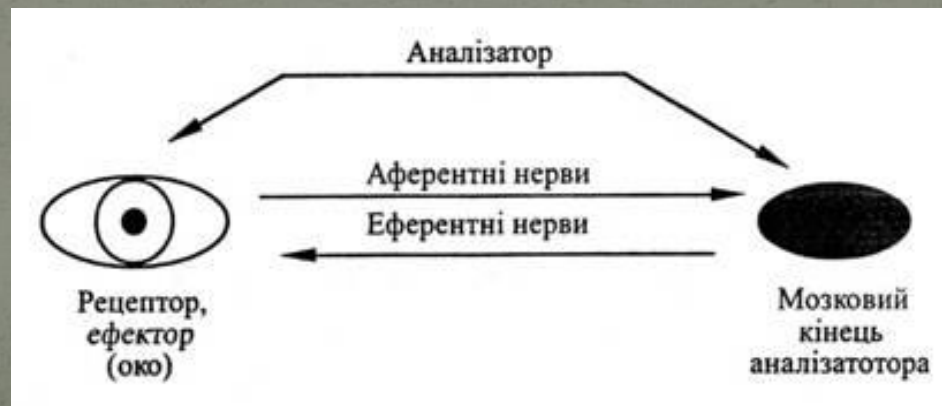 Аналізатор
Аферентні нерви
Еферентні нерви
Рецептор,
ефектор
(око)
Мозковий
кінець
аналізатотора